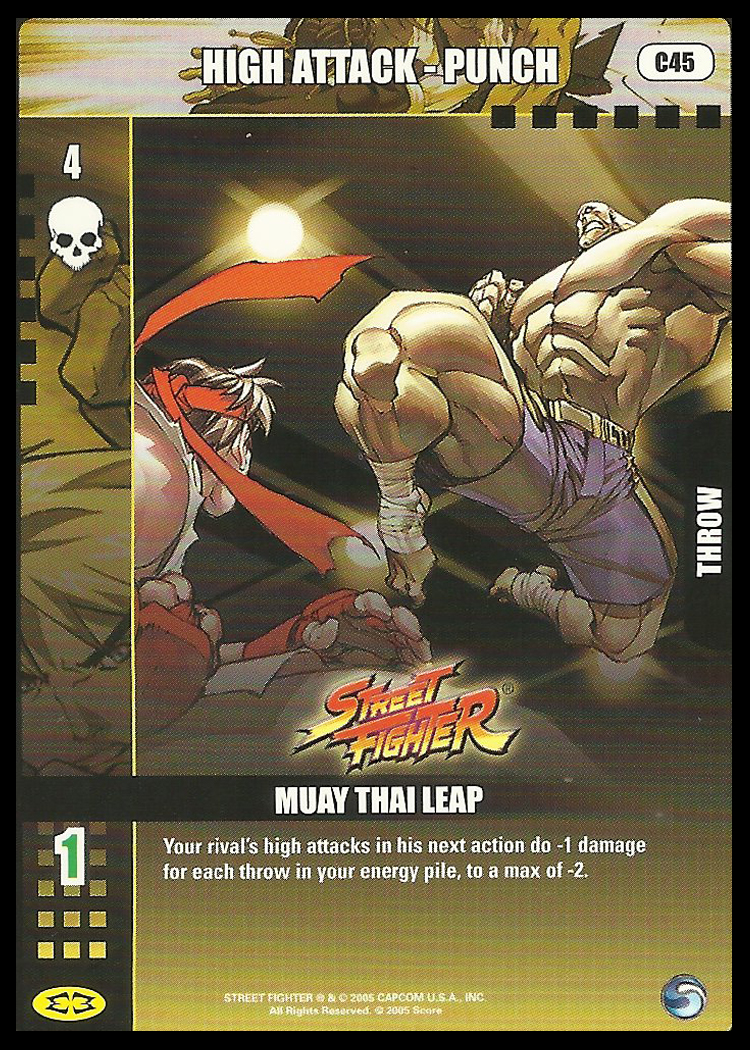 HIGH ATTACK - PUNCH
C45
4
THROW
STREET
FIGHTER®
MUAY THAI LEAP
1
Your rival's high attacks in his next action do -1 damage
for each throw in your energy pile, to a max of -2.
STREET FIGHTER ® & © 2005 CAPCOM U.S.A., INC.
All Rights Reserved. © 2005 Score